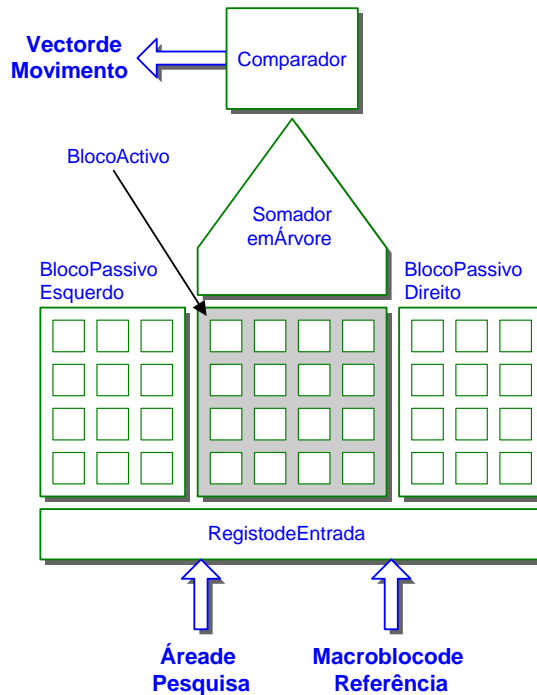 Vectorde
Movimento
Comparador
BlocoActivo
Somador
emÁrvore
BlocoPassivo
Esquerdo
BlocoPassivo
Direito
RegistodeEntrada
Áreade
Pesquisa
Macroblocode
Referência